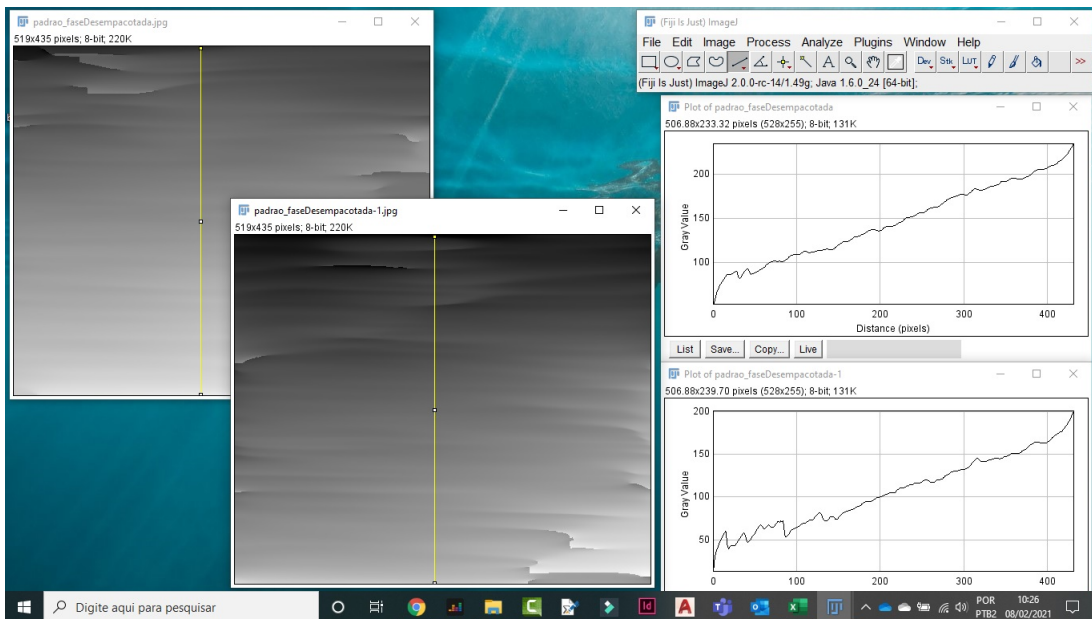 padrao_faseDesempacotada.jpg
519x435 pixels; 8-bit; 220K
padrao_faseDesempacotada-1.jpg
519x435 pixels; 8-bit; 220K
(Fiji Is Just) ImageJ
File Edit Image Process Analyze Plugins Window Help
A Dev Stk LUT >>
(Fiji Is Just) ImageJ 2.0.0-rc-14/1.49g; Java 1.6.0_24 [64-bit];
Plot of padrao_faseDesempacotada
506.88x233.32 pixels (528x255); 8-bit; 131K
200
150
100
Gray Value
0 100 200 300 400
Distance (pixels)
List Save... Copy... Live
Plot of padrao_faseDesempacotada-1
506.88x239.70 pixels (528x255); 8-bit; 131K
200
150
100
50
Gray Value
0 100 200 300 400
Digite aqui para pesquisar
Id
A
POR
PTB2
10:26
08/02/2021